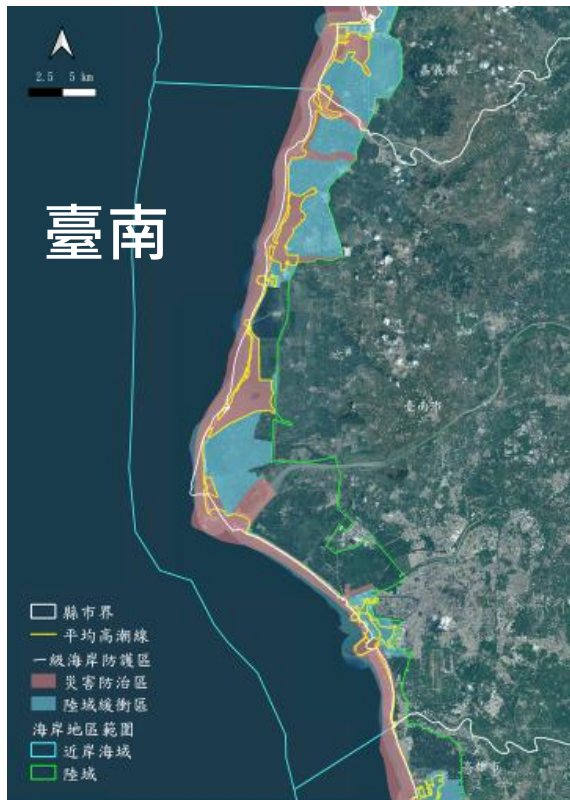 2.5 5 km
嘉義縣
臺南
臺南市
高雄市
縣市界
平均高潮線
一級海岸防護區
災害防治區
陸域緩衝區
海岸地區範圍
近岸海域
陸域